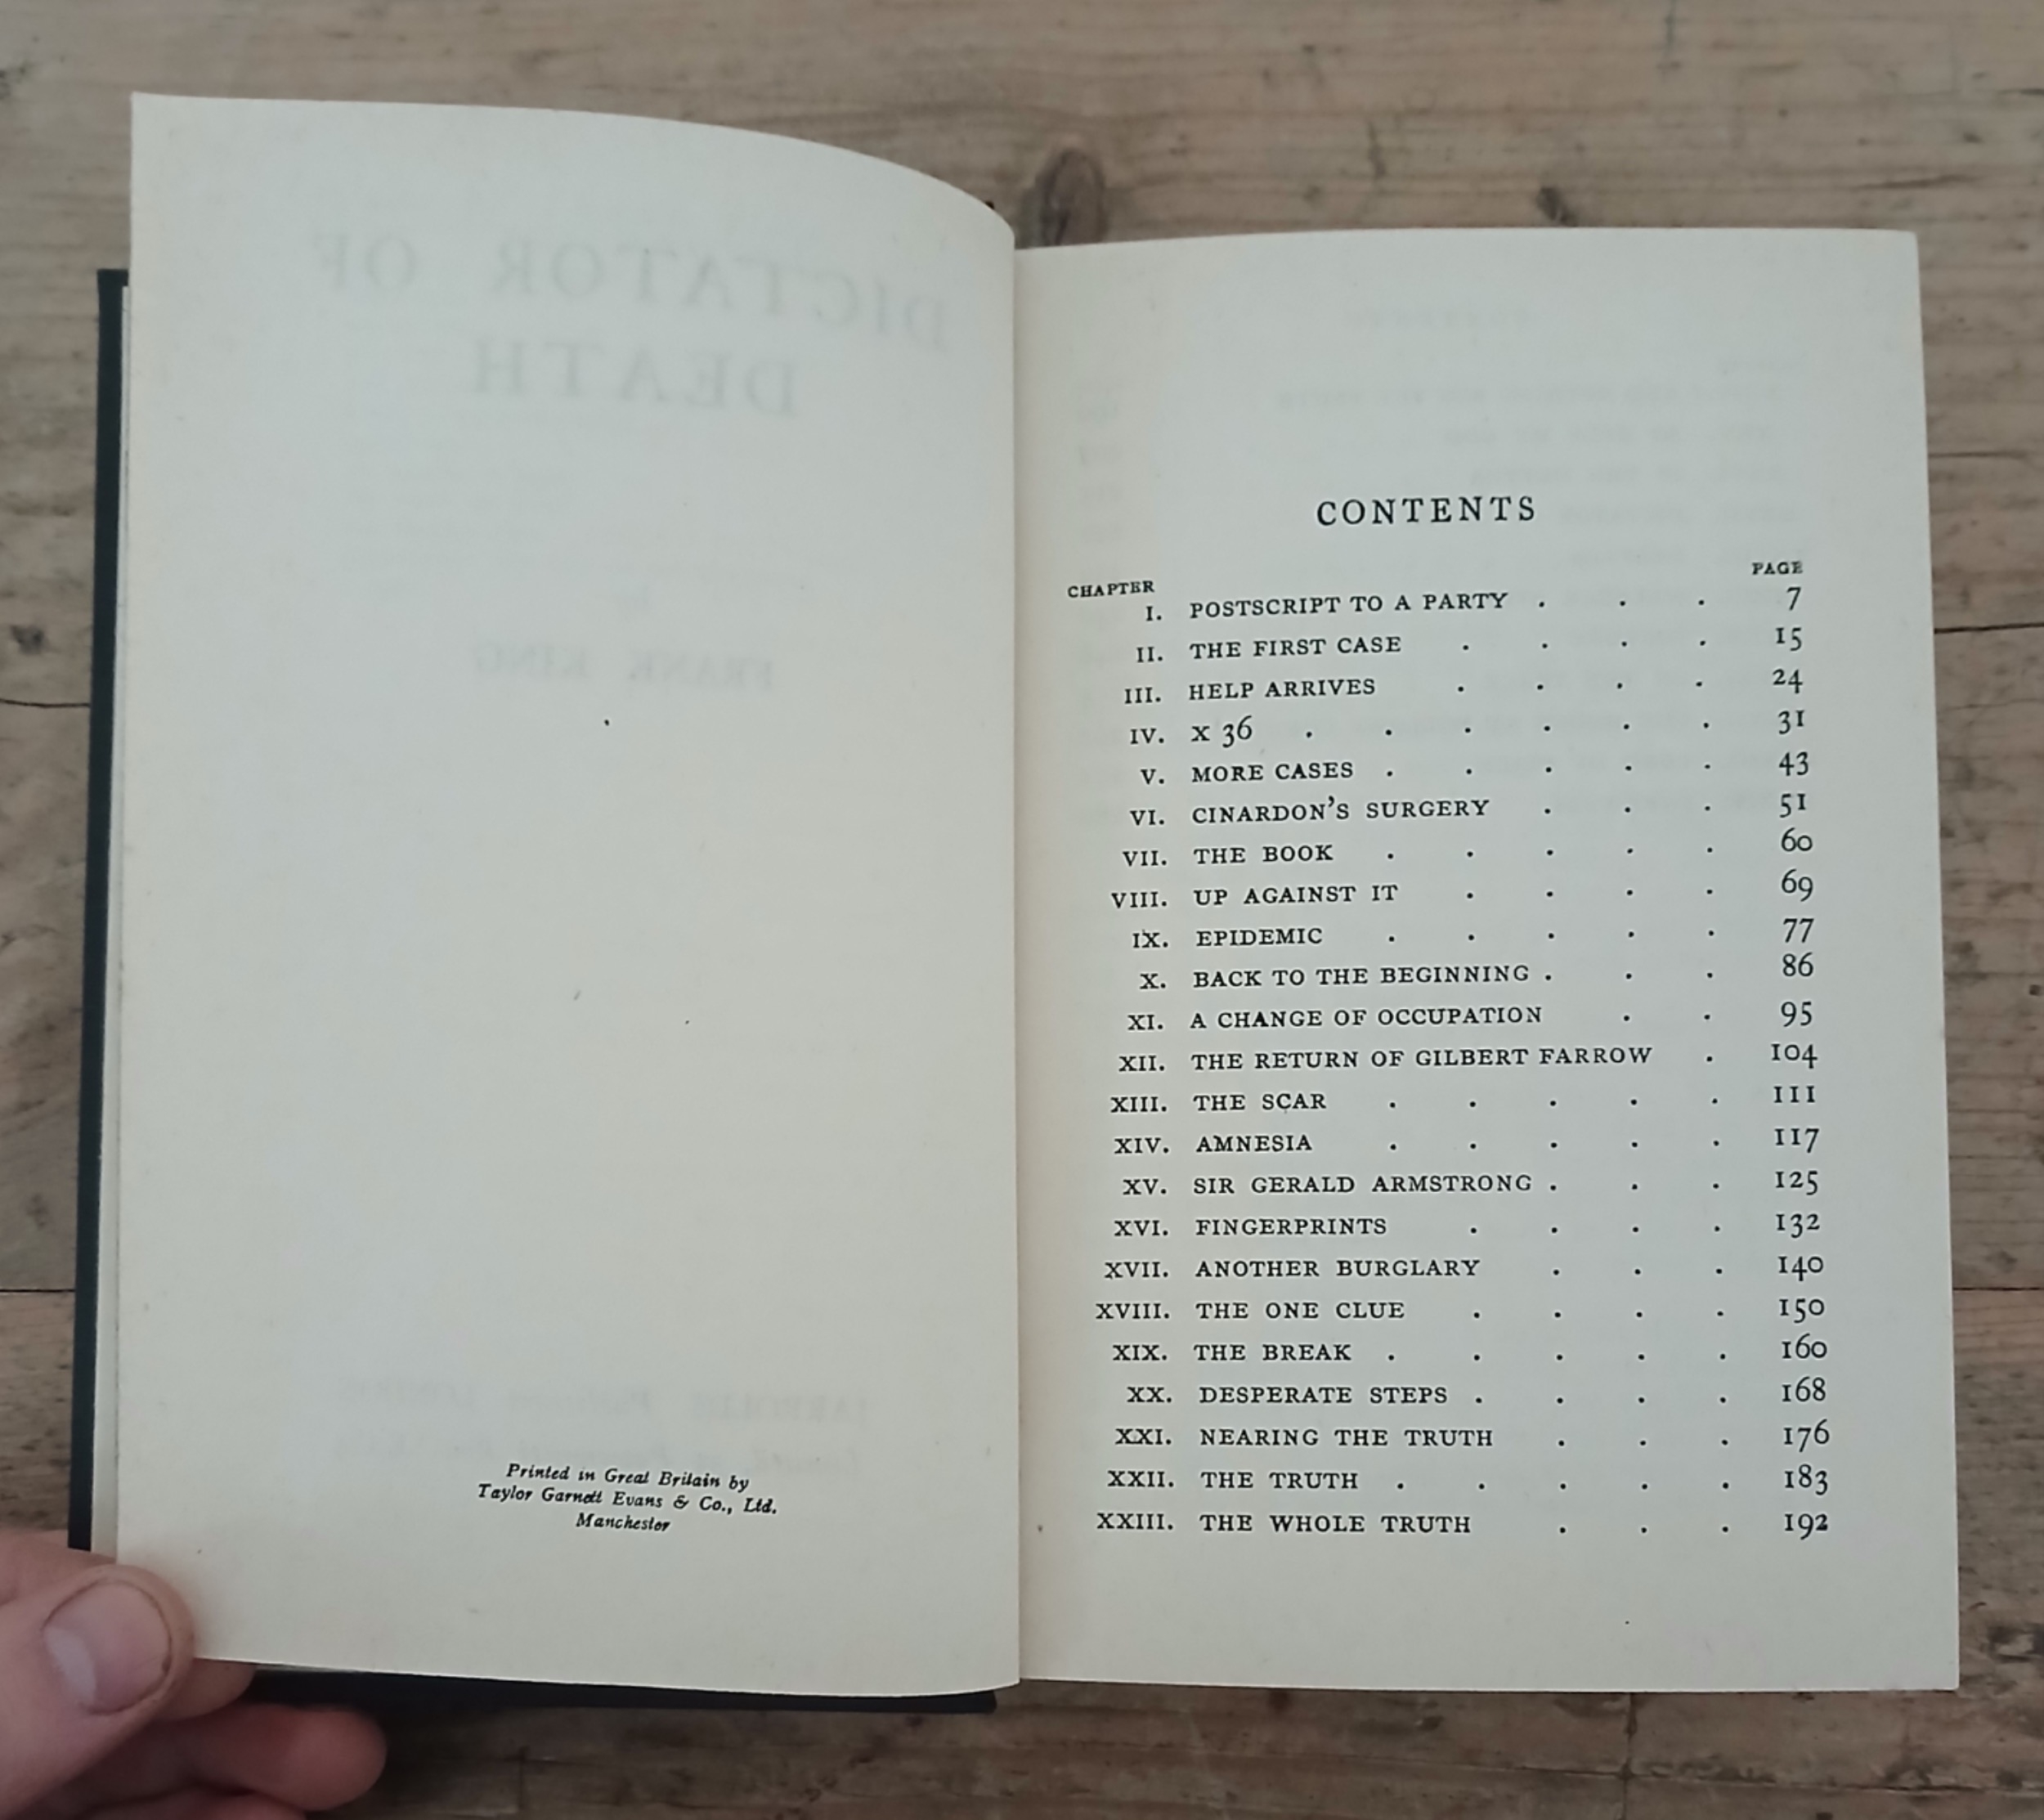 DICTATOR OF
DEATH
FRANK KING
Printed in Great Britain by
Taylor Garnett Evans & Co., Ltd.
Manchester
CONTENTS
CHAPTER PAGE
I. POSTSCRIPT TO A PARTY . . . 7
II. THE FIRST CASE . . . . 15
III. HELP ARRIVES . . . . 24
IV. X 36 . . . . . . 31
V. MORE CASES . . . . . 43
VI. CINARDON'S SURGERY . . . 51
VII. THE BOOK . . . . . 60
VIII. UP AGAINST IT . . . . 69
IX. EPIDEMIC . . . . . 77
X. BACK TO THE BEGINNING . . . 86
XI. A CHANGE OF OCCUPATION . . 95
XII. THE RETURN OF GILBERT FARROW . 104
XIII. THE SCAR . . . . . 111
XIV. AMNESIA . . . . . 117
XV. SIR GERALD ARMSTRONG . . . 125
XVI. FINGERPRINTS . . . . 132
XVII. ANOTHER BURGLARY . . . 140
XVIII. THE ONE CLUE . . . . 150
XIX. THE BREAK . . . . . 160
XX. DESPERATE STEPS . . . . 168
XXI. NEARING THE TRUTH . . . 176
XXII. THE TRUTH . . . . . 183
XXIII. THE WHOLE TRUTH . . . 192